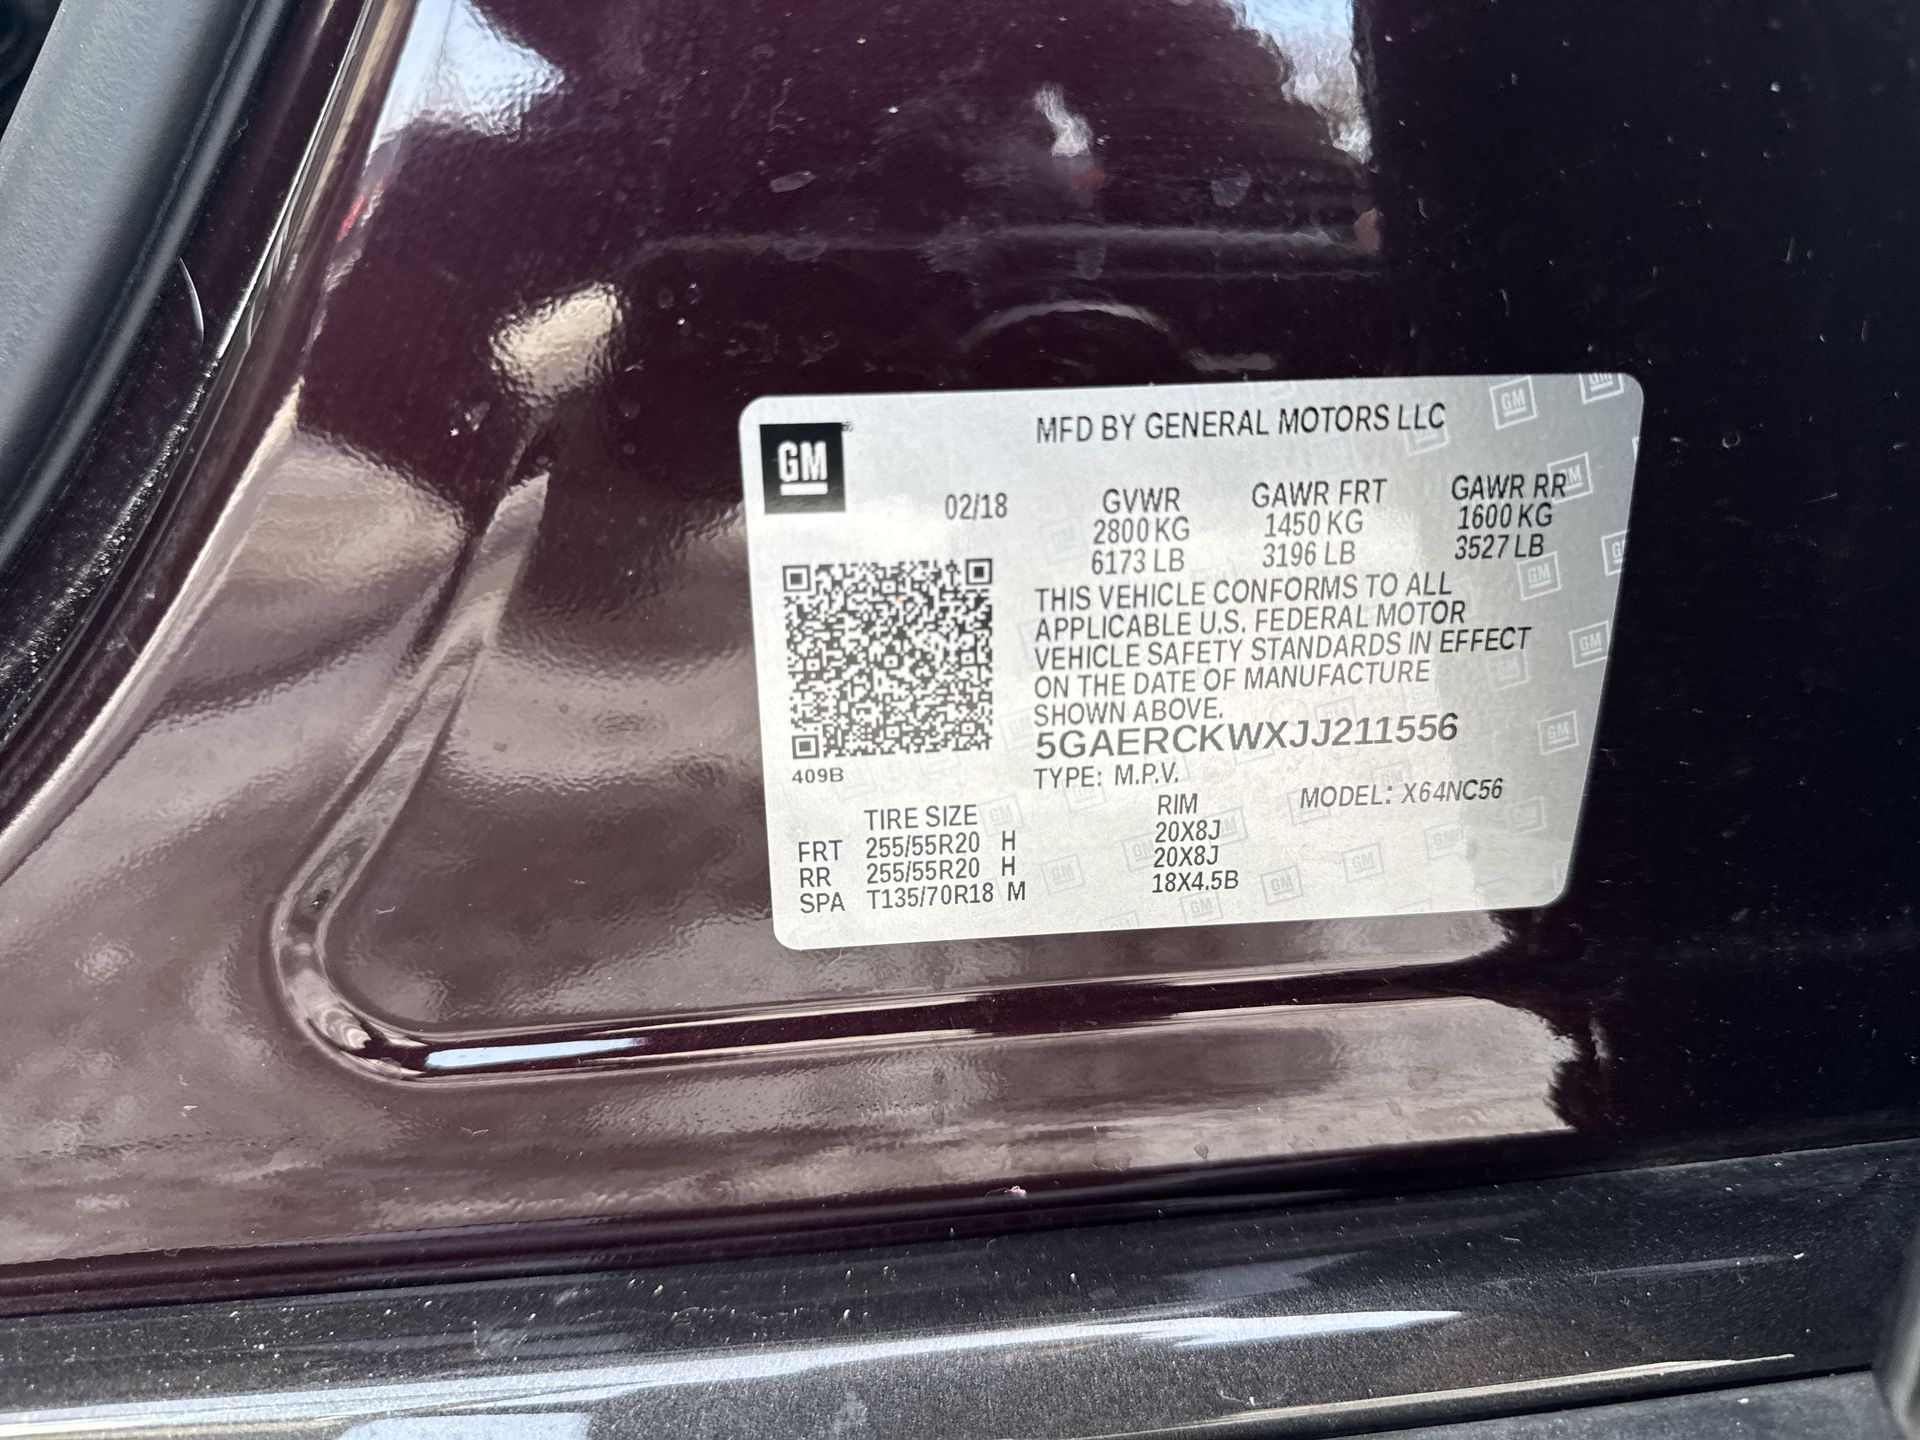 GM
MFD BY GENERAL MOTORS LLC
02/18
GVWR GAWR FRT GAWR RR
2800 KG 1450 KG 1600 KG
6173 LB 3196 LB 3527 LB
THIS VEHICLE CONFORMS TO ALL
APPLICABLE U.S. FEDERAL MOTOR
VEHICLE SAFETY STANDARDS IN EFFECT
ON THE DATE OF MANUFACTURE
SHOWN ABOVE.
5GAERCKWXJJ211556
409B
TYPE: M.P.V. MODEL: X64NC56
TIRE SIZE RIM
FRT 255/55R20 H 20X8J
RR 255/55R20 H 20X8J
SPA T135/70R18 M 18X4.5B